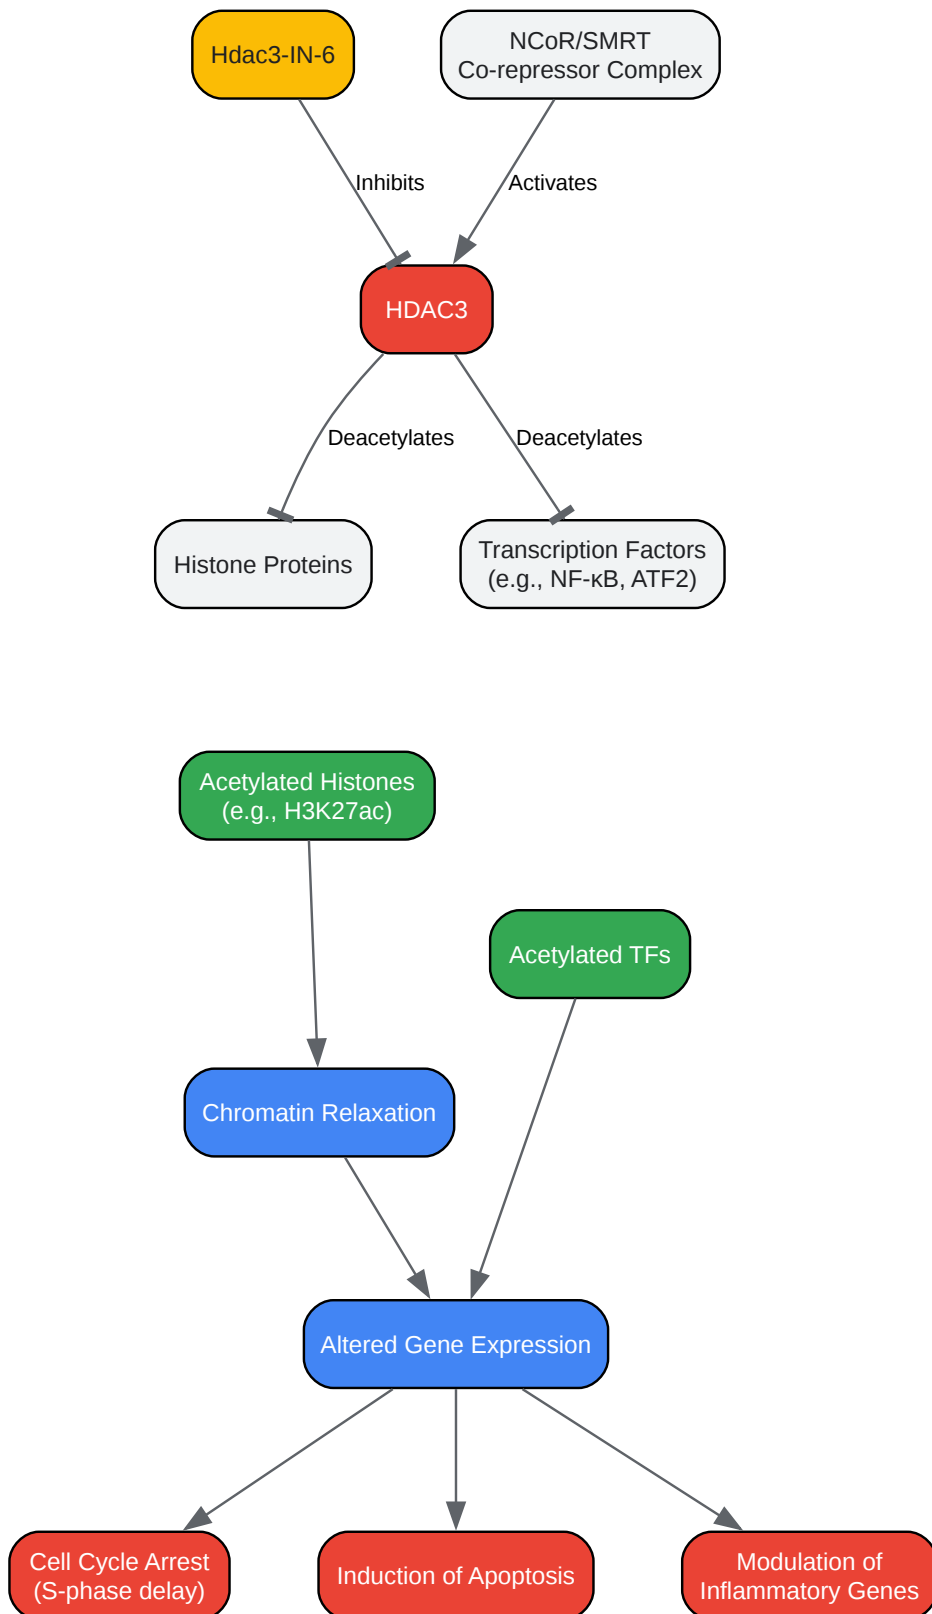 Hdac3-IN-6
NCoR/SMRT
Co-repressor Complex
Inhibits
Activates
HDAC3
Deacetylates
Deacetylates
Histone Proteins
Transcription Factors
(e.g., NF-κB, ATF2)
Acetylated Histones
(e.g., H3K27ac)
Acetylated TFs
Chromatin Relaxation
Altered Gene Expression
Cell Cycle Arrest
(S-phase delay)
Induction of Apoptosis
Modulation of
Inflammatory Genes